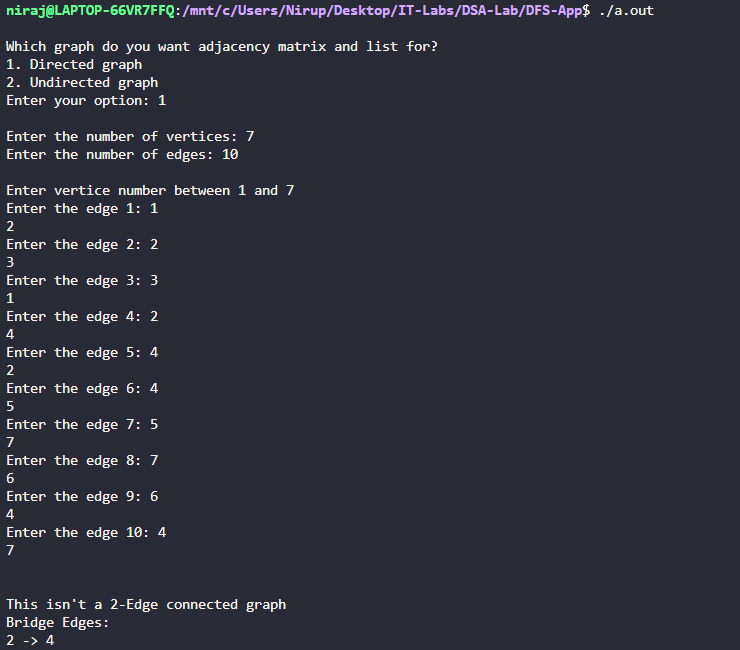 niraj@LAPTOP-66VR7FFQ:/mnt/c/Users/Nirup/Desktop/IT-Labs/DSA-Lab/DFS-App$ ./a.out
Which graph do you want adjacency matrix and list for?
1. Directed graph
2. Undirected graph
Enter your option: 1
Enter the number of vertices: 7
Enter the number of edges: 10
Enter vertice number between 1 and 7
Enter the edge 1: 1
2
Enter the edge 2: 2
3
Enter the edge 3: 3
1
Enter the edge 4: 2
4
Enter the edge 5: 4
2
Enter the edge 6: 4
5
Enter the edge 7: 5
7
Enter the edge 8: 7
6
Enter the edge 9: 6
4
Enter the edge 10: 4
7
This isn't a 2-Edge connected graph
Bridge Edges:
2 -> 4